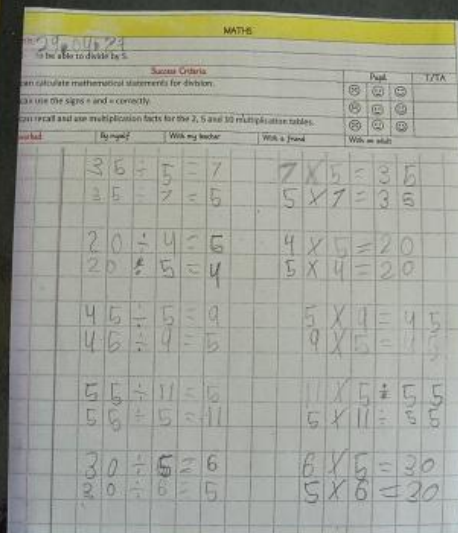 MATHS
29.04.29
to be able to divide by 5.
Success Criteria
Pupil T/TA
can calculate mathematical statements for division.
can use the signs ÷ and = correctly.
can recall and use multiplication facts for the 2, 5 and 10 multiplication tables.
worked By myself With my teacher With a friend With an adult
35 ÷ 5 = 7 7 X 5 = 35
35 ÷ 7 = 5 5 X 7 = 35
20 ÷ 4 = 5 4 X 5 = 20
20 ÷ 5 = 4 5 X 4 = 20
45 ÷ 5 = 9 5 X 9 = 45
45 ÷ 9 = 5 9 X 5 = 45
55 ÷ 11 = 5 11 X 5 = 55
55 ÷ 5 = 11 5 X 11 = 55
30 ÷ 5 = 6 6 X 5 = 30
30 ÷ 6 = 5 5 X 6 = 30